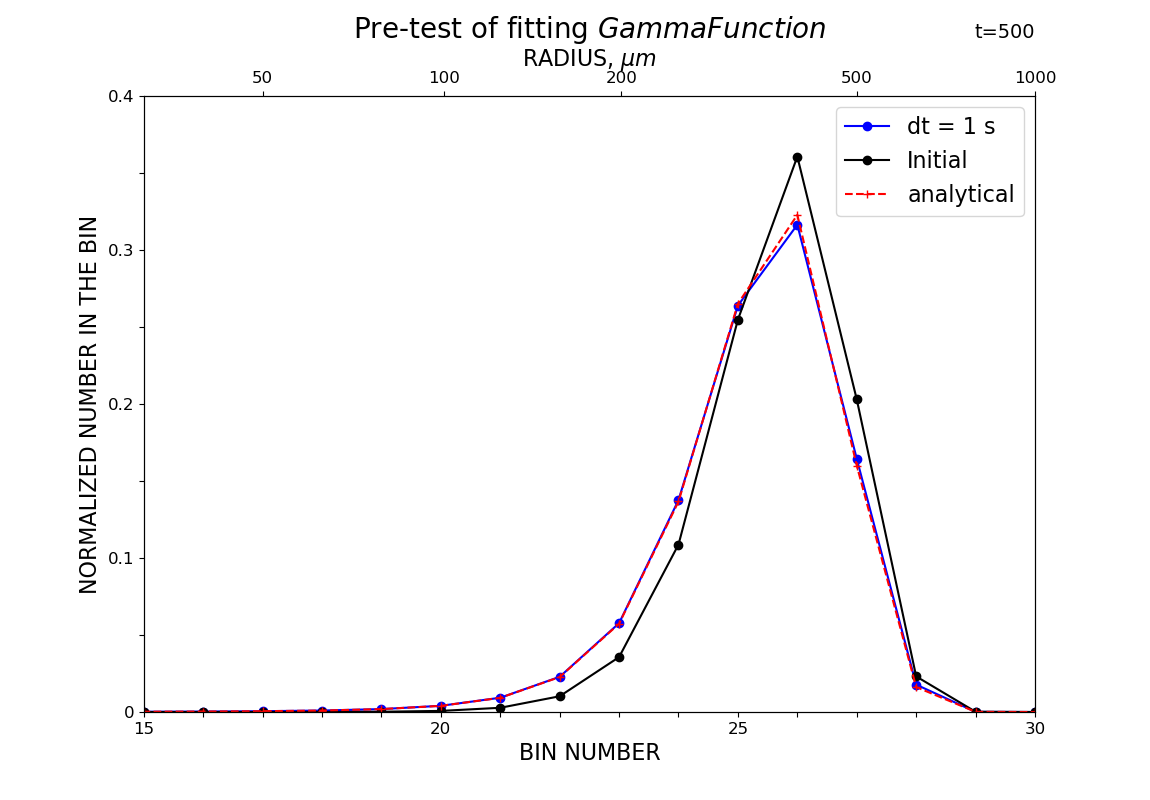 Pre-test of fitting GammaFunction
t=500
RADIUS, μm
50 100 200 500 1000
0.4
0.3
0.2
0.1
0
NORMALIZED NUMBER IN THE BIN
dt = 1 s
Initial
analytical
15 20 25 30
BIN NUMBER